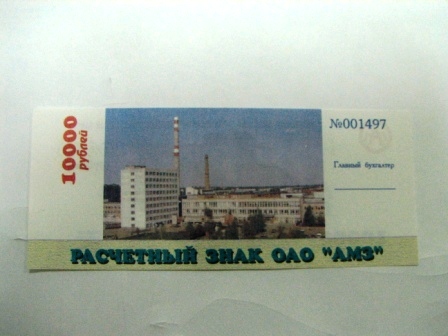 10000
рублей
№001497
Главный бухгалтер
РАСЧЕТНЫЙ ЗНАК ОАО "АМЗ"